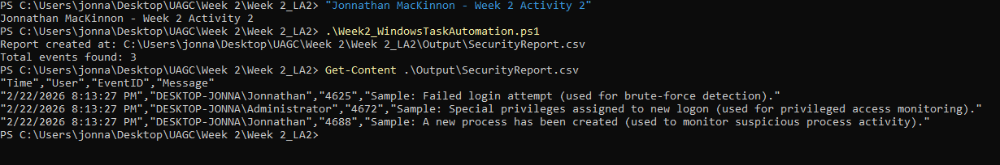 PS C:\Users\jonna\Desktop\UAGC\Week 2\Week 2_LA2> "Jonnathan MacKinnon - Week 2 Activity 2"
Jonnathan MacKinnon - Week 2 Activity 2
PS C:\Users\jonna\Desktop\UAGC\Week 2\Week 2_LA2> .\Week2_WindowsTaskAutomation.ps1
Report created at: C:\Users\jonna\Desktop\UAGC\Week 2\Week 2_LA2\Output\SecurityReport.csv
Total events found: 3
PS C:\Users\jonna\Desktop\UAGC\Week 2\Week 2_LA2> Get-Content .\Output\SecurityReport.csv
"Time","User","EventID","Message"
"2/22/2026 8:13:27 PM","DESKTOP-JONNA\Jonnathan","4625","Sample: Failed login attempt (used for brute-force detection)."
"2/22/2026 8:13:27 PM","DESKTOP-JONNA\Administrator","4672","Sample: Special privileges assigned to new logon (used for privileged access monitoring)."
"2/22/2026 8:13:27 PM","DESKTOP-JONNA\Jonnathan","4688","Sample: A new process has been created (used to monitor suspicious process activity)."
PS C:\Users\jonna\Desktop\UAGC\Week 2\Week 2_LA2>